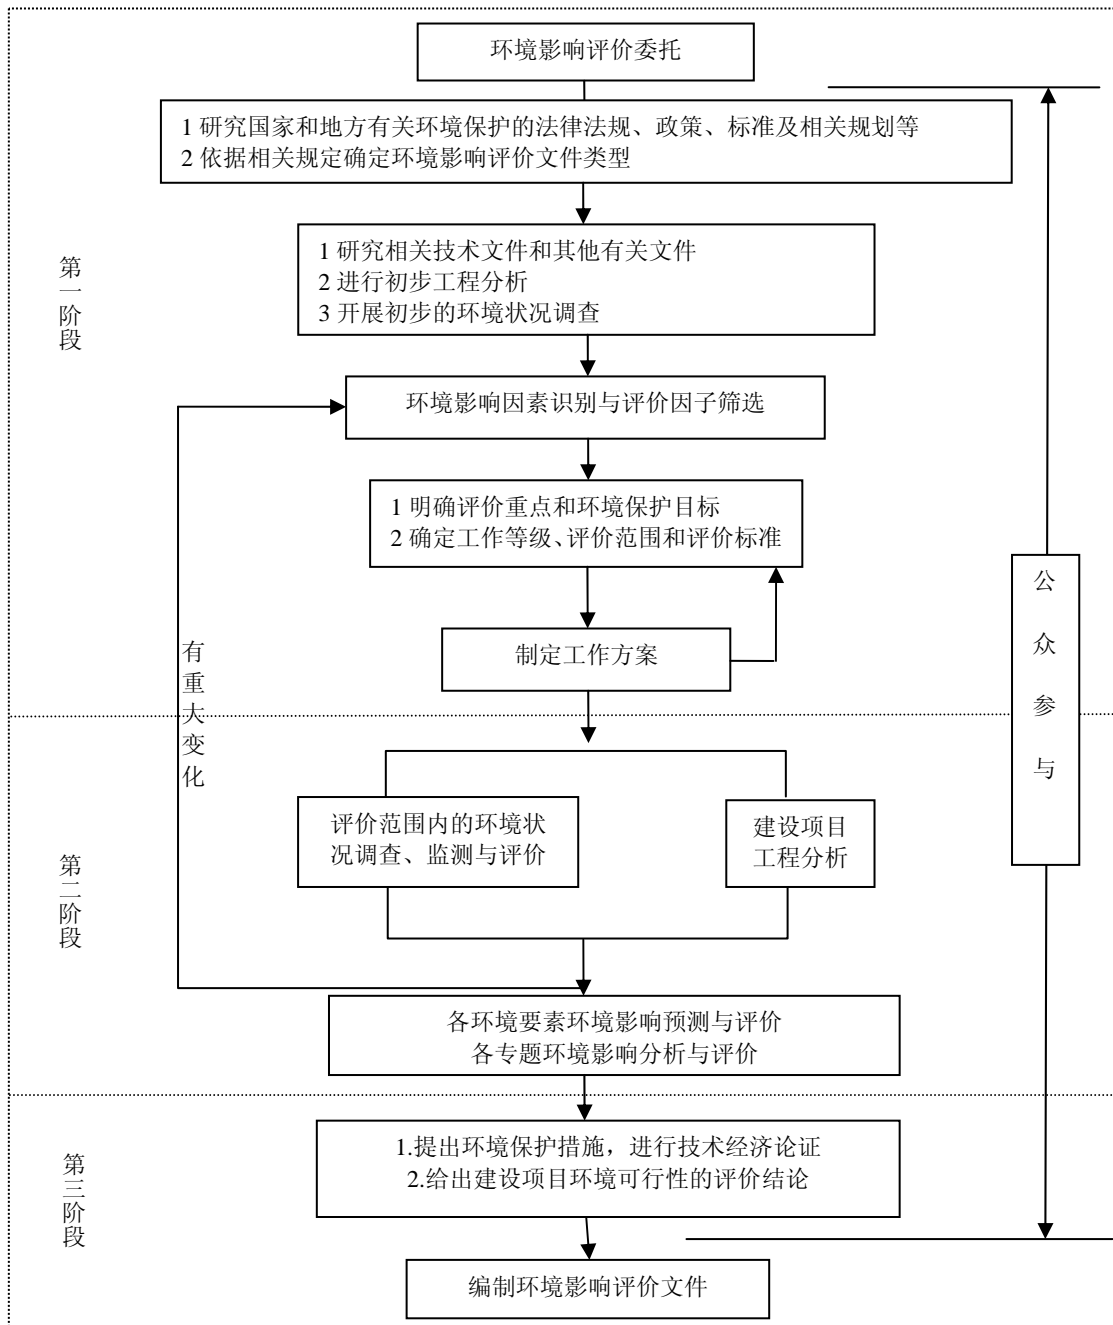 环境影响评价委托
1 研究国家和地方有关环境保护的法律法规、政策、标准及相关规划等
2 依据相关规定确定环境影响评价文件类型
第一阶段
1 研究相关技术文件和其他有关文件
2 进行初步工程分析
3 开展初步的环境状况调查
环境影响因素识别与评价因子筛选
1 明确评价重点和环境保护目标
2 确定工作等级、评价范围和评价标准
公众参与
制定工作方案
有重大变化
第二阶段
评价范围内的环境状
况调查、监测与评价
建设项目
工程分析
各环境要素环境影响预测与评价
各专题环境影响分析与评价
第三阶段
1.提出环境保护措施，进行技术经济论证
2.给出建设项目环境可行性的评价结论
编制环境影响评价文件